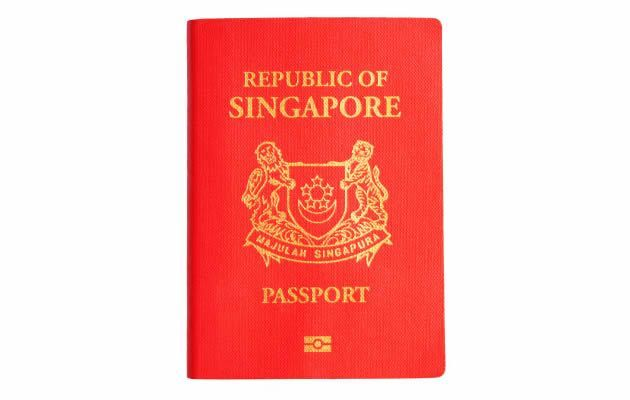 REPUBLIC OF
SINGAPORE
MAJULAH SINGAPURA
PASSPORT